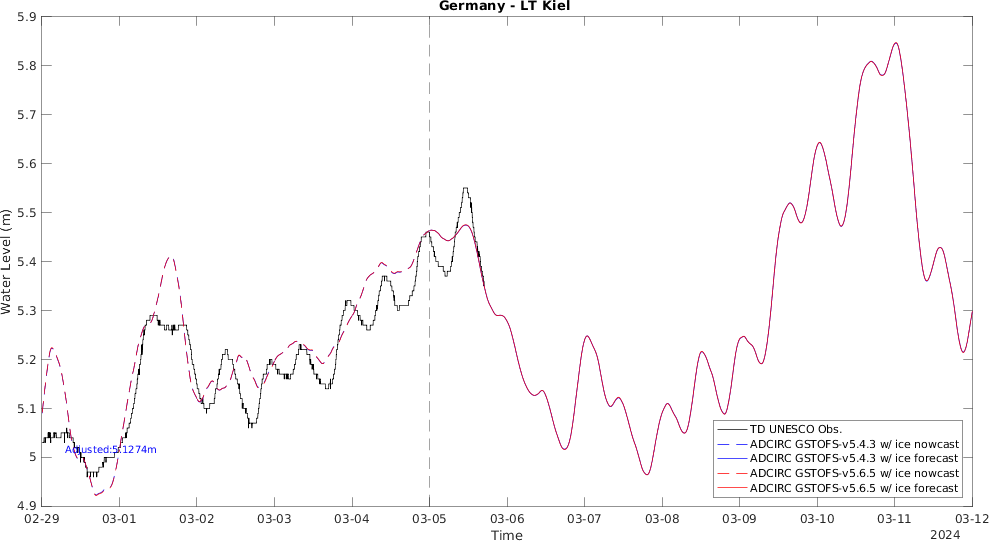 Germany - LT Kiel
5.9
5.8
5.7
5.6
5.5
5.4
5.3
5.2
5.1
5
4.9
Water Level (m)
Adjusted:5.1274m
TD UNESCO Obs.
ADCIRC GSTOFS-v5.4.3 w/ ice nowcast
ADCIRC GSTOFS-v5.4.3 w/ ice forecast
ADCIRC GSTOFS-v5.6.5 w/ ice nowcast
ADCIRC GSTOFS-v5.6.5 w/ ice forecast
02-29 03-01 03-02 03-03 03-04 03-05 03-06 03-07 03-08 03-09 03-10 03-11 03-12
Time
2024